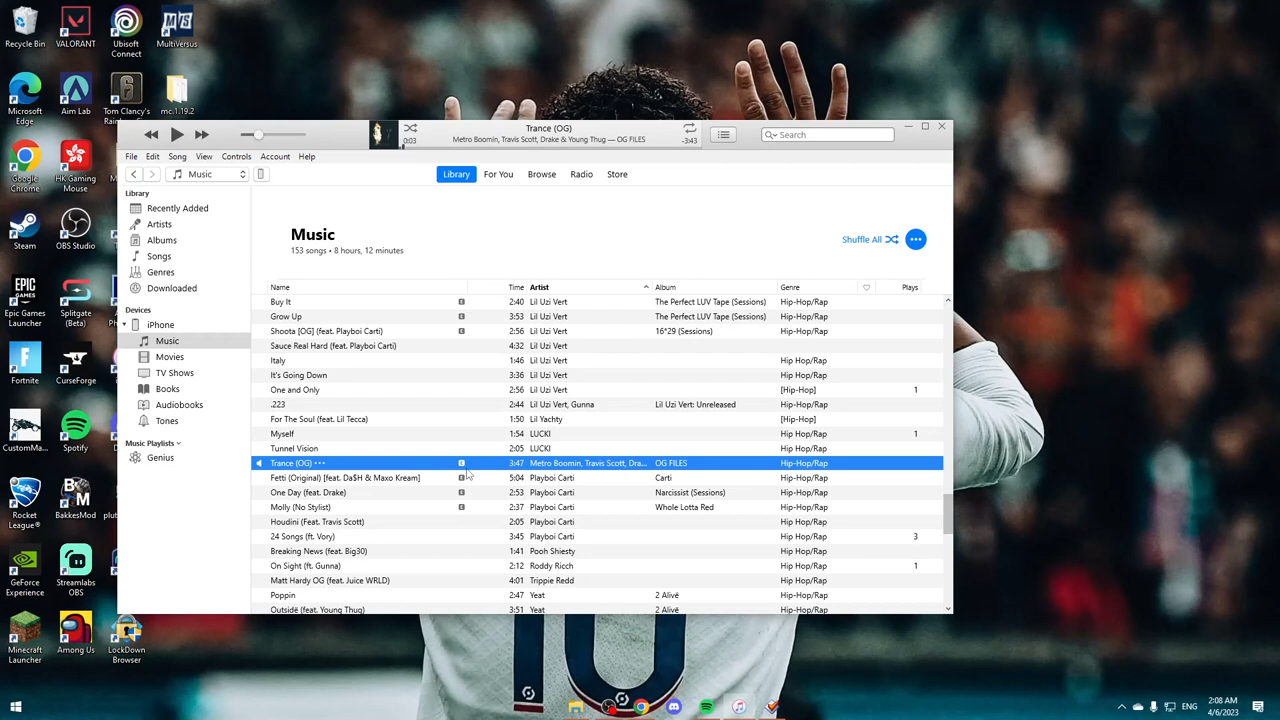 Recycle Bin
VALORANT
Ubisoft
Connect
MultiVersus
Microsoft
Edge
Aim Lab
Tom Clancy's
mc.1.19.2
Google
Chrome
HK Gaming
Mouse
Steam
OBS Studio
Epic Games
Launcher
Splitgate
(Beta)
Fortnite
CurseForge
Spotify
Rocket
League®
BakkesMod
GeForce
Experience
Streamlabs
OBS
Minecraft
Launcher
Among Us
LockDown
Browser
0:03
Trance (OG)
Metro Boomin, Travis Scott, Drake & Young Thug — OG FILES
-3:43
Search
File Edit Song View Controls Account Help
Music
Library For You Browse Radio Store
Library
Recently Added
Artists
Albums
Songs
Genres
Downloaded
Devices
iPhone
Music
Movies
TV Shows
Books
Audiobooks
Tones
Music Playlists
Genius
Music
153 songs • 8 hours, 12 minutes
Shuffle All
Name Time Artist Album Genre Plays
Buy It E 2:40 Lil Uzi Vert The Perfect LUV Tape (Sessions) Hip-Hop/Rap
Grow Up E 3:53 Lil Uzi Vert The Perfect LUV Tape (Sessions) Hip-Hop/Rap
Shoota [OG] (feat. Playboi Carti) E 2:56 Lil Uzi Vert 16*29 (Sessions) Hip-Hop/Rap
Sauce Real Hard (feat. Playboi Carti) 4:32 Lil Uzi Vert
Italy 1:46 Lil Uzi Vert Hip Hop/Rap
It's Going Down 3:36 Lil Uzi Vert Hip Hop/Rap
One and Only 2:56 Lil Uzi Vert [Hip-Hop] 1
.223 2:44 Lil Uzi Vert, Gunna Lil Uzi Vert: Unreleased Hip-Hop/Rap
For The Soul (feat. Lil Tecca) 1:50 Lil Yachty [Hip-Hop]
Myself 1:54 LUCKI Hip Hop/Rap 1
Tunnel Vision 2:05 LUCKI Hip Hop/Rap
Trance (OG) ••• E 3:47 Metro Boomin, Travis Scott, Dra... OG FILES Hip-Hop/Rap
Fetti (Original) [feat. Da$H & Maxo Kream] E 5:04 Playboi Carti Carti Hip-Hop/Rap
One Day (feat. Drake) E 2:53 Playboi Carti Narcissist (Sessions) Hip-Hop/Rap
Molly (No Stylist) E 2:37 Playboi Carti Whole Lotta Red Hip-Hop/Rap
Houdini (Feat. Travis Scott) 2:05 Playboi Carti Hip Hop/Rap
24 Songs (ft. Vory) 3:45 Playboi Carti Hip Hop/Rap 3
Breaking News (feat. Big30) 1:41 Pooh Shiesty Hip Hop/Rap
On Sight (ft. Gunna) 2:12 Roddy Ricch Hip Hop/Rap 1
Matt Hardy OG (feat. Juice WRLD) 4:01 Trippie Redd Hip Hop/Rap
Poppin 2:47 Yeat 2 Alivë Hip-Hop/Rap
Outsidë (feat. Young Thug) 3:51 Yeat 2 Alivë Hip-Hop/Rap
10
ENG
2:08 AM
4/6/2023